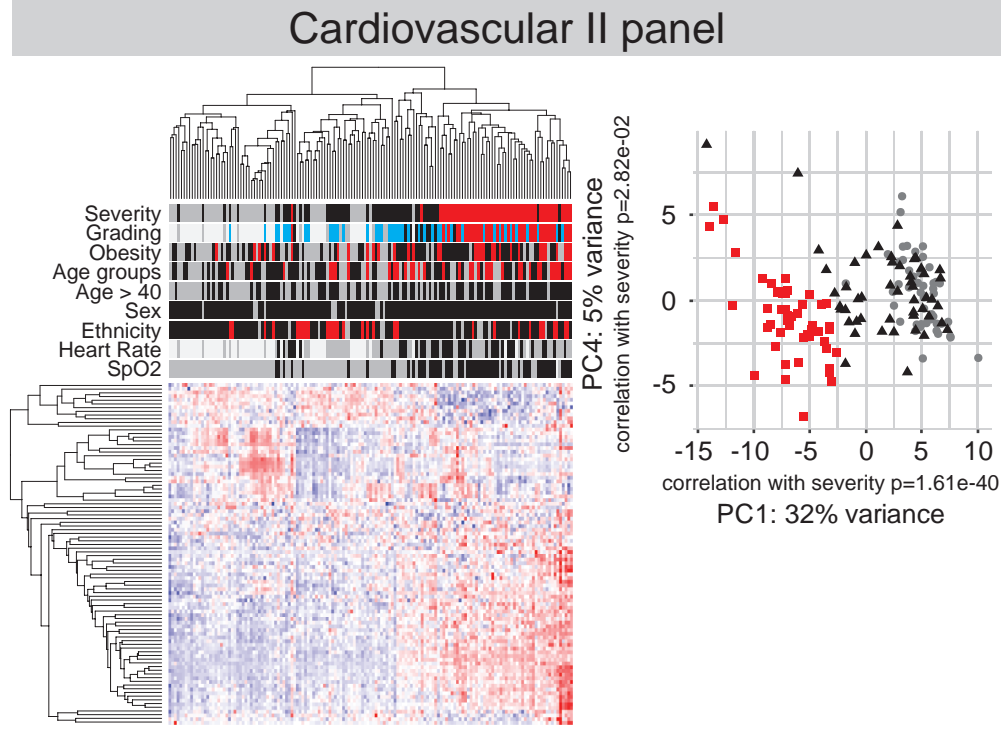 Cardiovascular II panel
Severity
Grading
Obesity
Age groups
Age > 40
Sex
Ethnicity
Heart Rate
SpO2
PC4: 5% variance
correlation with severity p=2.82e-02
5
0
-5
-15 -10 -5 0 5 10
correlation with severity p=1.61e-40
PC1: 32% variance